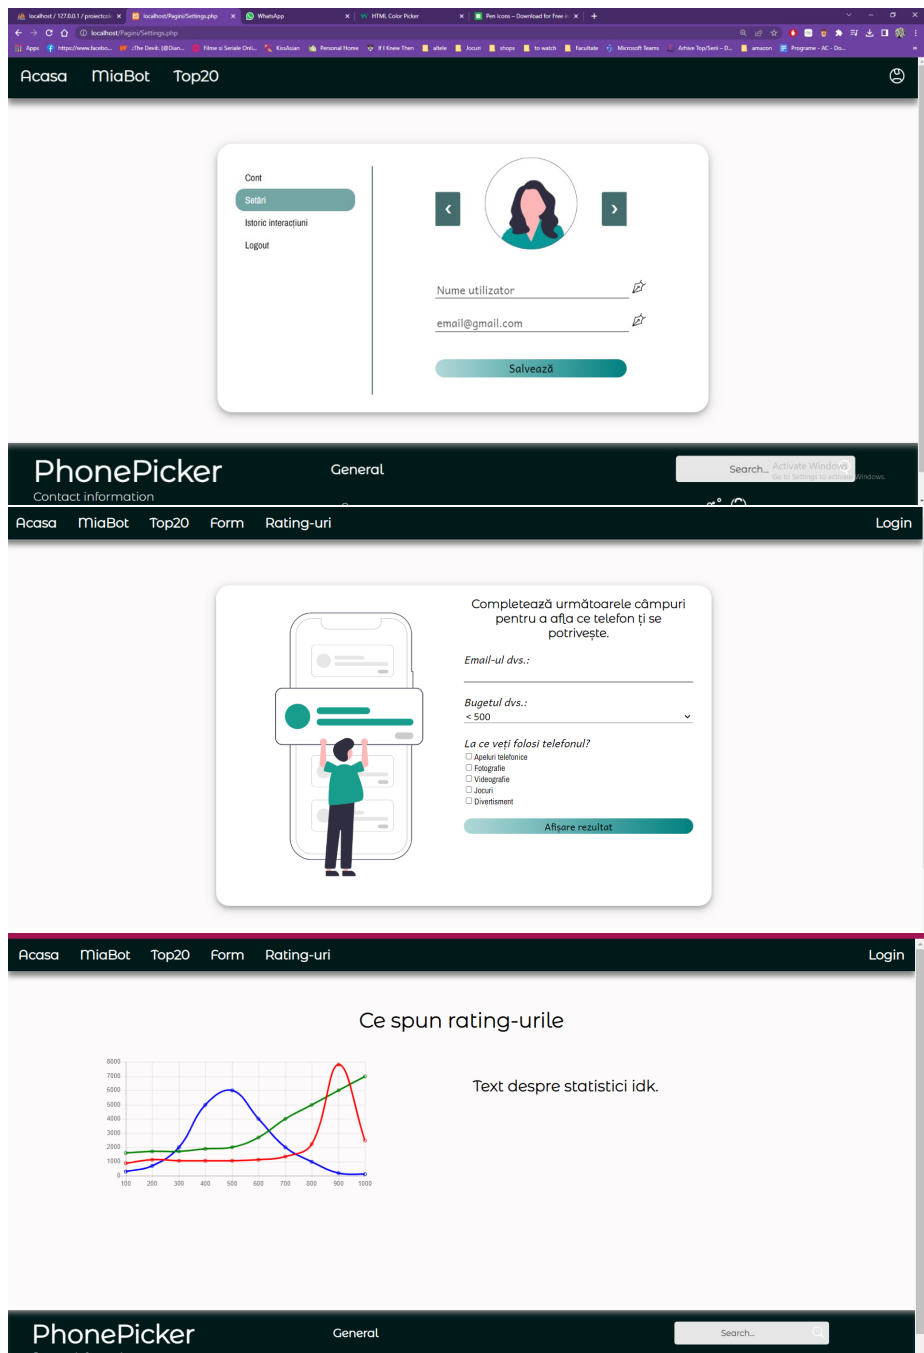 localhost / 127.0.0.1 / proiectcol
localhost/Pagini/Settings.php
WhatsApp
HTML Color Picker
Pen Icons – Download for Free in
localhost/Pagini/Settings.php
Apps https://www.facebo... .:The Devil:. (@Dian... Filme si Seriale Onli... KissAsian Personal Home If I Knew Then altele Jocuri shops to watch Facultate Microsoft Teams Arhive Top/Seni – D... amazon Programe - AC - Do... »
Acasa MiaBot Top20
Cont
Setări
Istoric interacțiuni
Logout
Nume utilizator
email@gmail.com
Salvează
PhonePicker
Contact information
General
Search...
Activate Windows
Go to Settings to activate Windows.
Acasa MiaBot Top20 Form Rating-uri Login
Completează următoarele câmpuri
pentru a afla ce telefon ți se
potrivește.
Email-ul dvs.:
Bugetul dvs.:
< 500
La ce veți folosi telefonul?
Apeluri telefonice
Fotografie
Videografie
Jocuri
Divertisment
Afișare rezultat
Acasa MiaBot Top20 Form Rating-uri Login
Ce spun rating-urile
8000
7000
6000
5000
4000
3000
2000
1000
0
100 200 300 400 500 600 700 800 900 1000
Text despre statistici idk.
PhonePicker
General
Search...